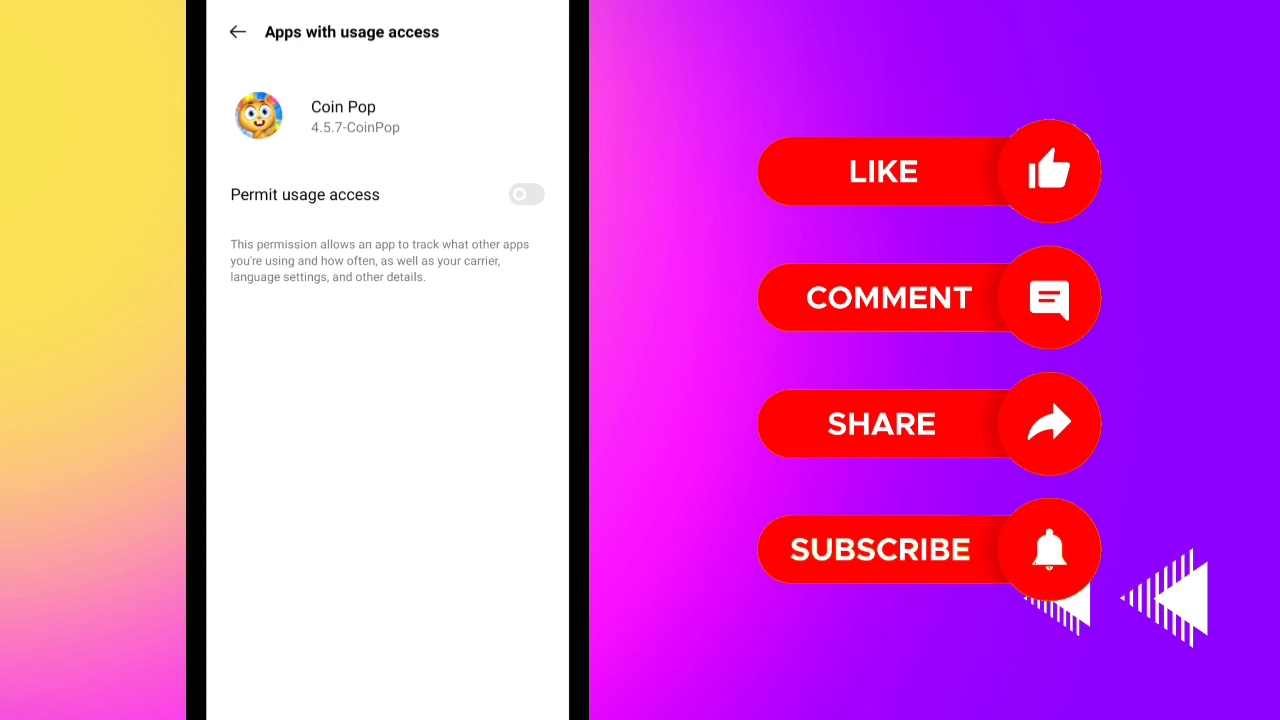 Apps with usage access
Coin Pop
4.5.7-CoinPop
Permit usage access
This permission allows an app to track what other apps
you're using and how often, as well as your carrier,
language settings, and other details.
LIKE
COMMENT
SHARE
SUBSCRIBE